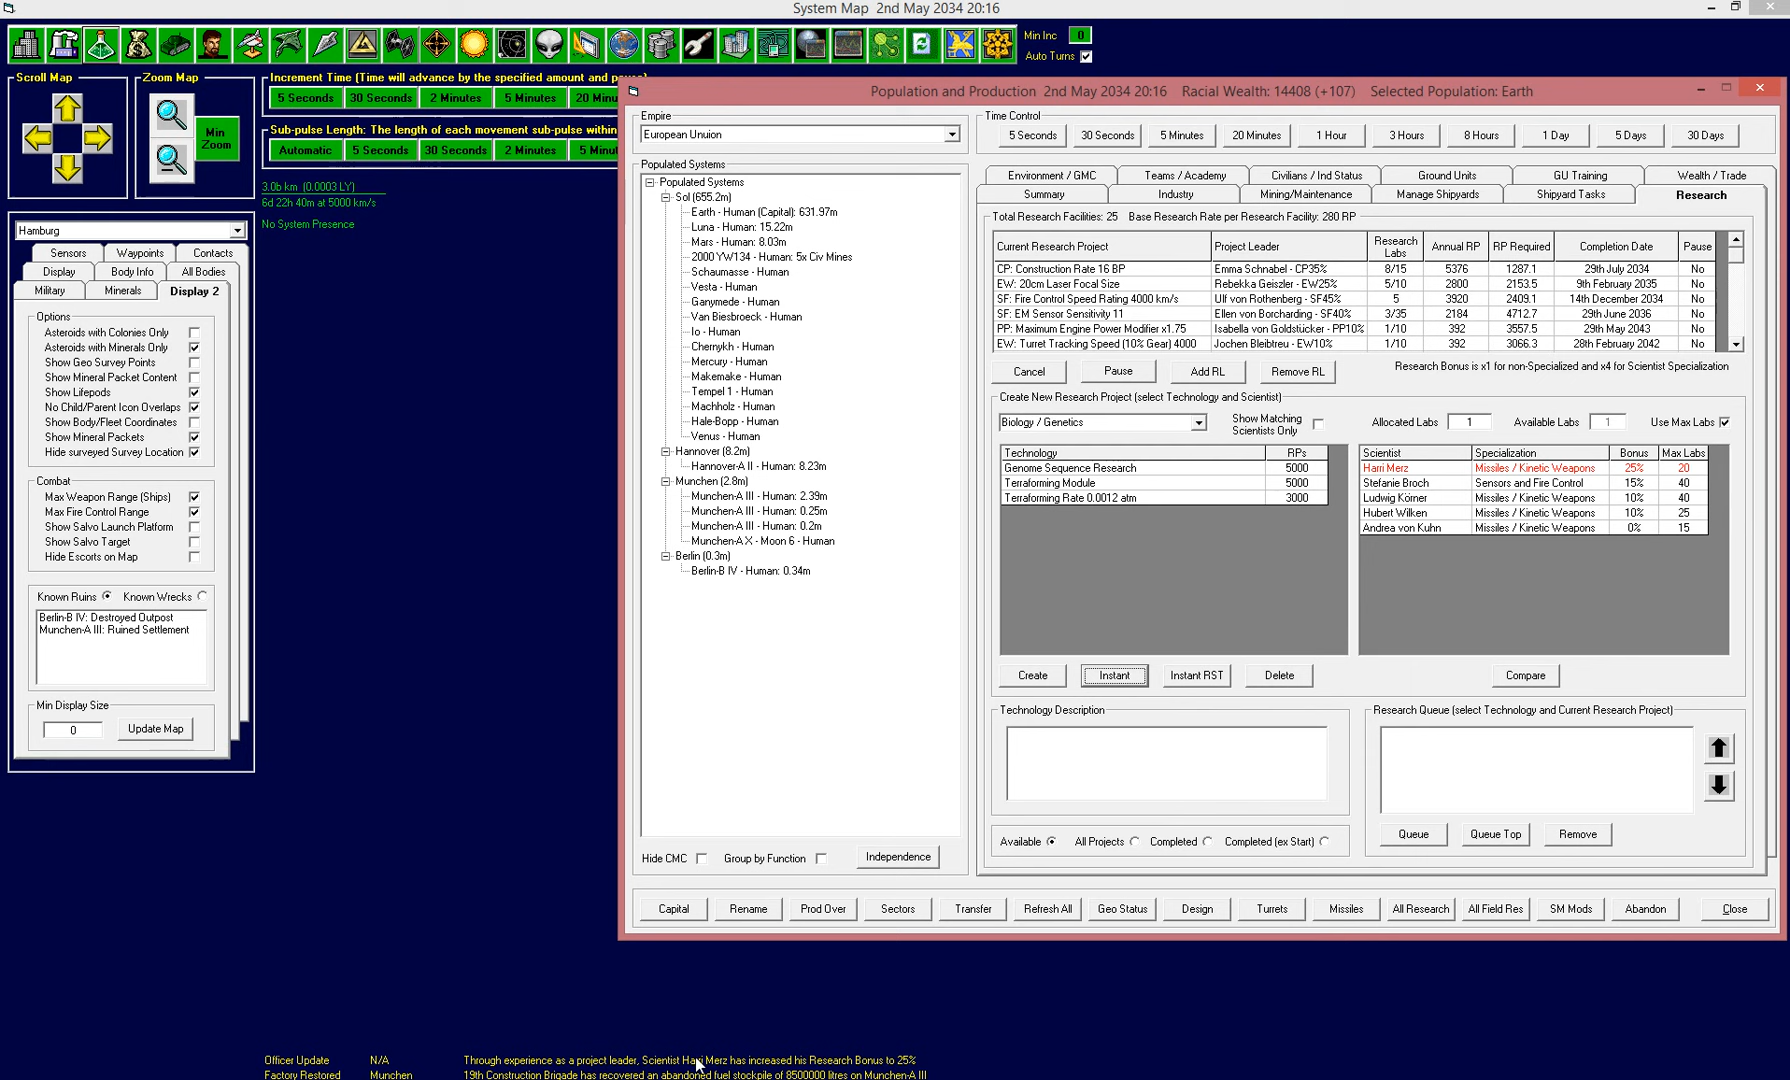 System Map  2nd May 2034 20:16
Min Inc 0
Auto Turns
Scroll Map
Zoom Map
Min Zoom
Increment Time (Time will advance by the specified amount and
5 Seconds 30 Seconds 2 Minutes 5 Minutes 20 Minu
Sub-pulse Length: The length of each movement sub-pulse within
Automatic 5 Seconds 30 Seconds 2 Minutes 5 Minut
3.0b km (0.0003 LY)
6d 22h 40m at 5000 km/s
No System Presence
Hamburg
Sensors Waypoints Contacts
Display Body Info All Bodies
Military Minerals Display 2
Options
Asteroids with Colonies Only
Asteroids with Minerals Only
Show Geo Survey Points
Show Mineral Packet Content
Show Lifepods
No Child/Parent Icon Overlaps
Show Body/Fleet Coordinates
Show Mineral Packets
Hide surveyed Survey Location
Combat
Max Weapon Range (Ships)
Max Fire Control Range
Show Salvo Launch Platform
Show Salvo Target
Hide Escorts on Map
Known Ruins Known Wrecks
Berlin-B IV: Destroyed Outpost
Munchen-A III: Ruined Settlement
Min Display Size
0 Update Map
Population and Production  2nd May 2034 20:16  Racial Wealth: 14408 (+107)  Selected Population: Earth
Empire
European Unuion
Populated Systems
Populated Systems
Sol (655.2m)
Earth - Human (Capital): 631.97m
Luna - Human: 15.22m
Mars - Human: 8.03m
2000 YW134 - Human: 5x Civ Mines
Schaumasse - Human
Vesta - Human
Ganymede - Human
Van Biesbroeck - Human
Io - Human
Chernykh - Human
Mercury - Human
Makemake - Human
Tempel 1 - Human
Machholz - Human
Hale-Bopp - Human
Venus - Human
Hannover (8.2m)
Hannover-A II - Human: 8.23m
Munchen (2.8m)
Munchen-A III - Human: 2.39m
Munchen-A III - Human: 0.25m
Munchen-A III - Human: 0.2m
Munchen-A X - Moon 6 - Human
Berlin (0.3m)
Berlin-B IV - Human: 0.34m
Hide CMC Group by Function Independence
Time Control
5 Seconds 30 Seconds 5 Minutes 20 Minutes 1 Hour 3 Hours 8 Hours 1 Day 5 Days 30 Days
Environment / GMC Teams / Academy Civilians / Ind Status Ground Units GU Training Wealth / Trade
Summary Industry Mining/Maintenance Manage Shipyards Shipyard Tasks Research
Total Research Facilities: 25 Base Research Rate per Research Facility: 280 RP
Current Research Project Project Leader Research Labs Annual RP RP Required Completion Date Pause
CP: Construction Rate 16 BP Emma Schnabel - CP35% 8/15 5376 1287.1 29th July 2034 No
EW: 20cm Laser Focal Size Rebekka Geiszler - EW25% 5/10 2800 2153.5 9th February 2035 No
SF: Fire Control Speed Rating 4000 km/s Ulf von Rothenberg - SF45% 5 3920 2409.1 14th December 2034 No
SF: EM Sensor Sensitivity 11 Ellen von Borcharding - SF40% 3/35 2184 4712.7 29th June 2036 No
PP: Maximum Engine Power Modifier x1.75 Isabella von Goldstücker - PP10% 1/10 392 3557.5 29th May 2043 No
EW: Turret Tracking Speed (10% Gear) 4000 Jochen Bleibtreu - EW10% 1/10 392 3066.3 28th February 2042 No
Cancel Pause Add RL Remove RL Research Bonus is x1 for non-Specialized and x4 for Scientist Specialization
Create New Research Project (select Technology and Scientist)
Biology / Genetics Show Matching Scientists Only Allocated Labs 1 Available Labs 1 Use Max Labs
Technology RPs
Genome Sequence Research 5000
Terraforming Module 5000
Terraforming Rate 0.0012 atm 3000
Scientist Specialization Bonus Max Labs
Harri Merz Missiles / Kinetic Weapons 25% 20
Stefanie Broch Sensors and Fire Control 15% 40
Ludwig Körner Missiles / Kinetic Weapons 10% 40
Hubert Wilken Missiles / Kinetic Weapons 10% 25
Andrea von Kuhn Missiles / Kinetic Weapons 0% 15
Create Instant Instant RST Delete Compare
Technology Description
Research Queue (select Technology and Current Research Project)
Available All Projects Completed Completed (ex Start)
Queue Queue Top Remove
Capital Rename Prod Over Sectors Transfer Refresh All Geo Status Design Turrets Missiles All Research All Field Res SM Mods Abandon Close
Officer Update N/A Through experience as a project leader, Scientist Harri Merz has increased his Research Bonus to 25%
Factory Restored Munchen 19th Construction Brigade has recovered an abandoned fuel stockpile of 8500000 litres on Munchen-A III